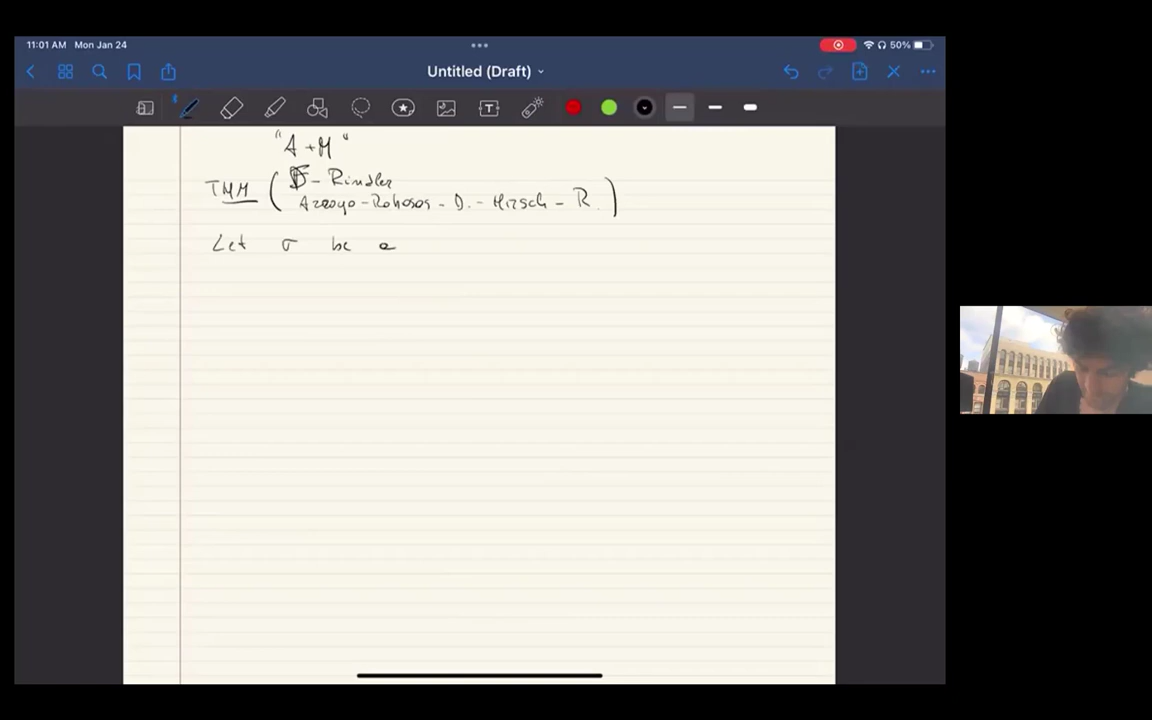 11:01 AM Mon Jan 24
50%
Untitled (Draft)
"A + M"
THM ( D - Rindler
Arroyo-Rabasa - D. - Hirsch - R. )
Let σ be a